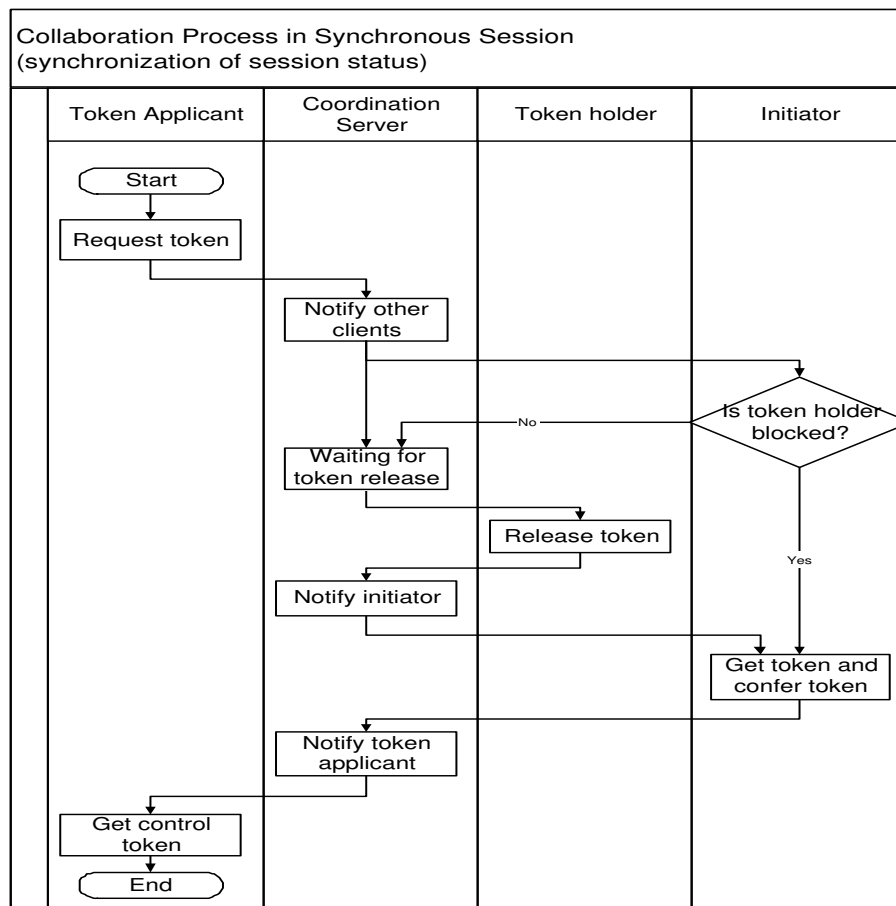 Collaboration Process in Synchronous Session
(synchronization of session status)
Token Applicant
Coordination
Server
Token holder
Initiator
Start
Request token
Notify other
clients
Is token holder
blocked?
No
Waiting for
token release
Release token
Yes
Notify initiator
Get token and
confer token
Notify token
applicant
Get control
token
End